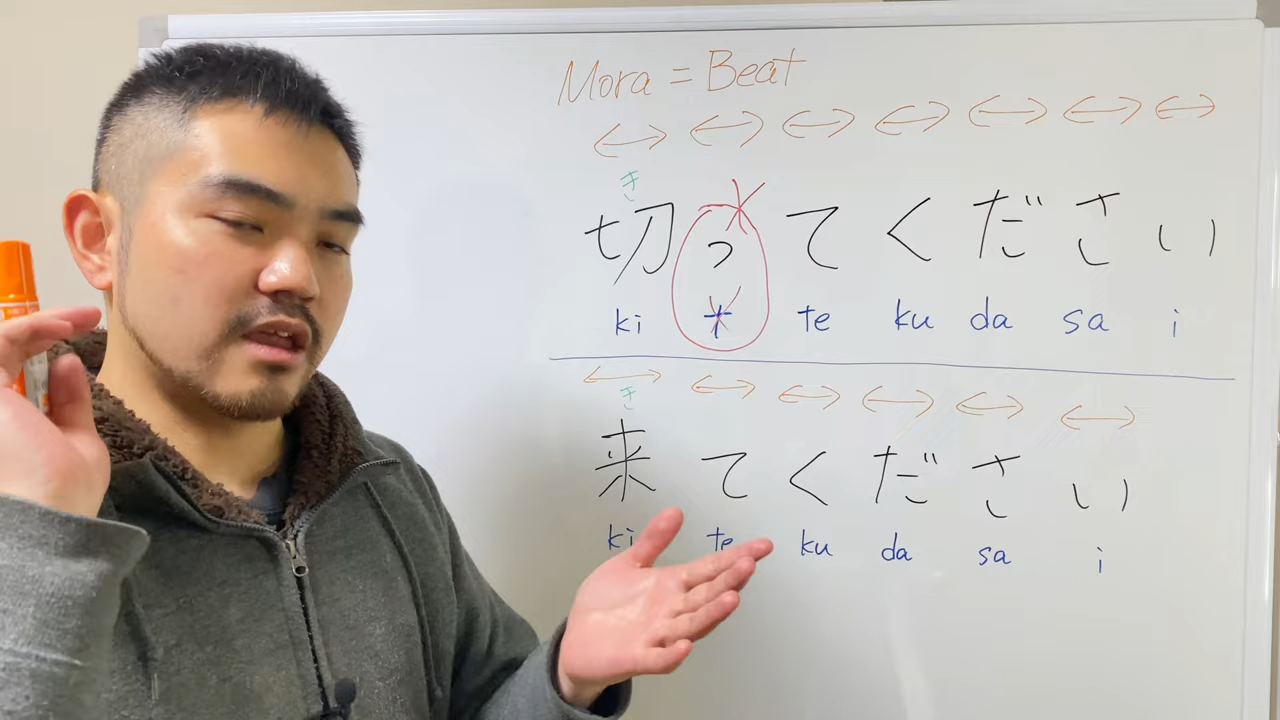 Mora = Beat
き
切ってください
ki * te ku da sa i
き
来てください
ki te ku da sa i